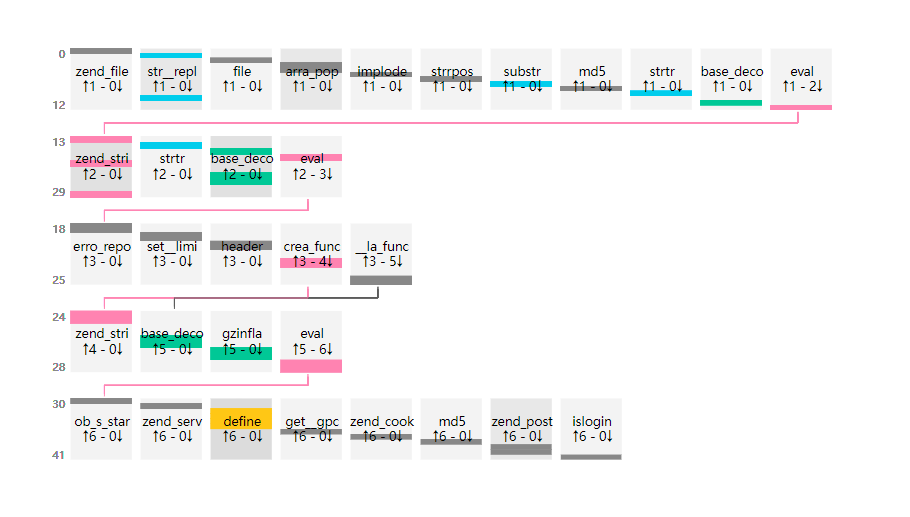 0
zend_file str__repl file arra_pop implode strrpos substr md5 strtr base_deco eval
↑1 - 0↓ ↑1 - 0↓ ↑1 - 0↓ ↑1 - 0↓ ↑1 - 0↓ ↑1 - 0↓ ↑1 - 0↓ ↑1 - 0↓ ↑1 - 0↓ ↑1 - 0↓ ↑1 - 2↓
12
13
zend_stri strtr base_deco eval
↑2 - 0↓ ↑2 - 0↓ ↑2 - 0↓ ↑2 - 3↓
29
18
erro_repo set__limi header crea_func __la_func
↑3 - 0↓ ↑3 - 0↓ ↑3 - 0↓ ↑3 - 4↓ ↑3 - 5↓
25
24
zend_stri base_deco gzinfla eval
↑4 - 0↓ ↑5 - 0↓ ↑5 - 0↓ ↑5 - 6↓
28
30
ob_s_star zend_serv define get__gpc zend_cook md5 zend_post islogin
↑6 - 0↓ ↑6 - 0↓ ↑6 - 0↓ ↑6 - 0↓ ↑6 - 0↓ ↑6 - 0↓ ↑6 - 0↓ ↑6 - 0↓
41